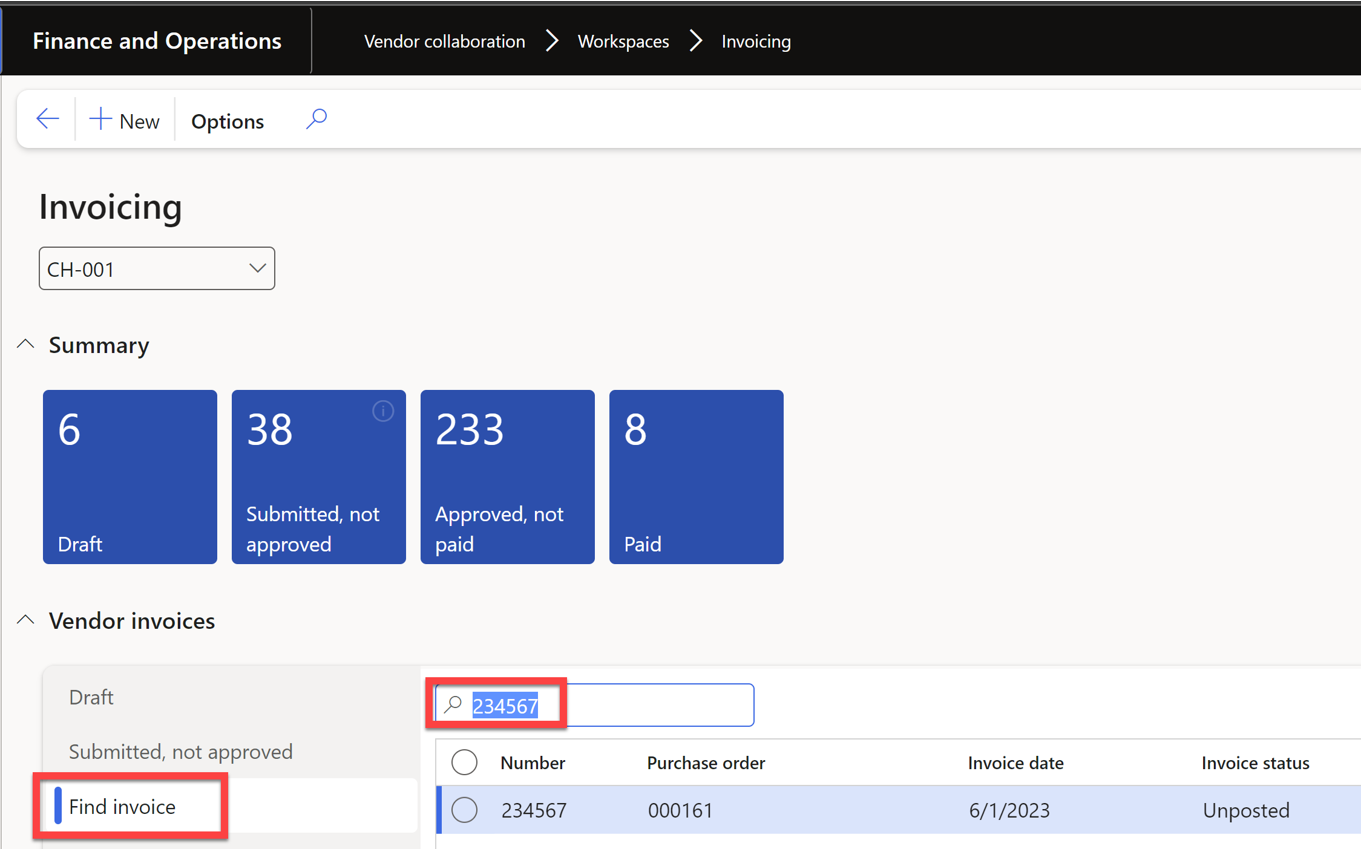 Finance and Operations
Vendor collaboration
Workspaces
Invoicing
New
Options
Invoicing
CH-001
Summary
6
Draft
38
Submitted, not
approved
233
Approved, not
paid
8
Paid
Vendor invoices
Draft
Submitted, not approved
Find invoice
234567
Number Purchase order Invoice date Invoice status
234567 000161 6/1/2023 Unposted